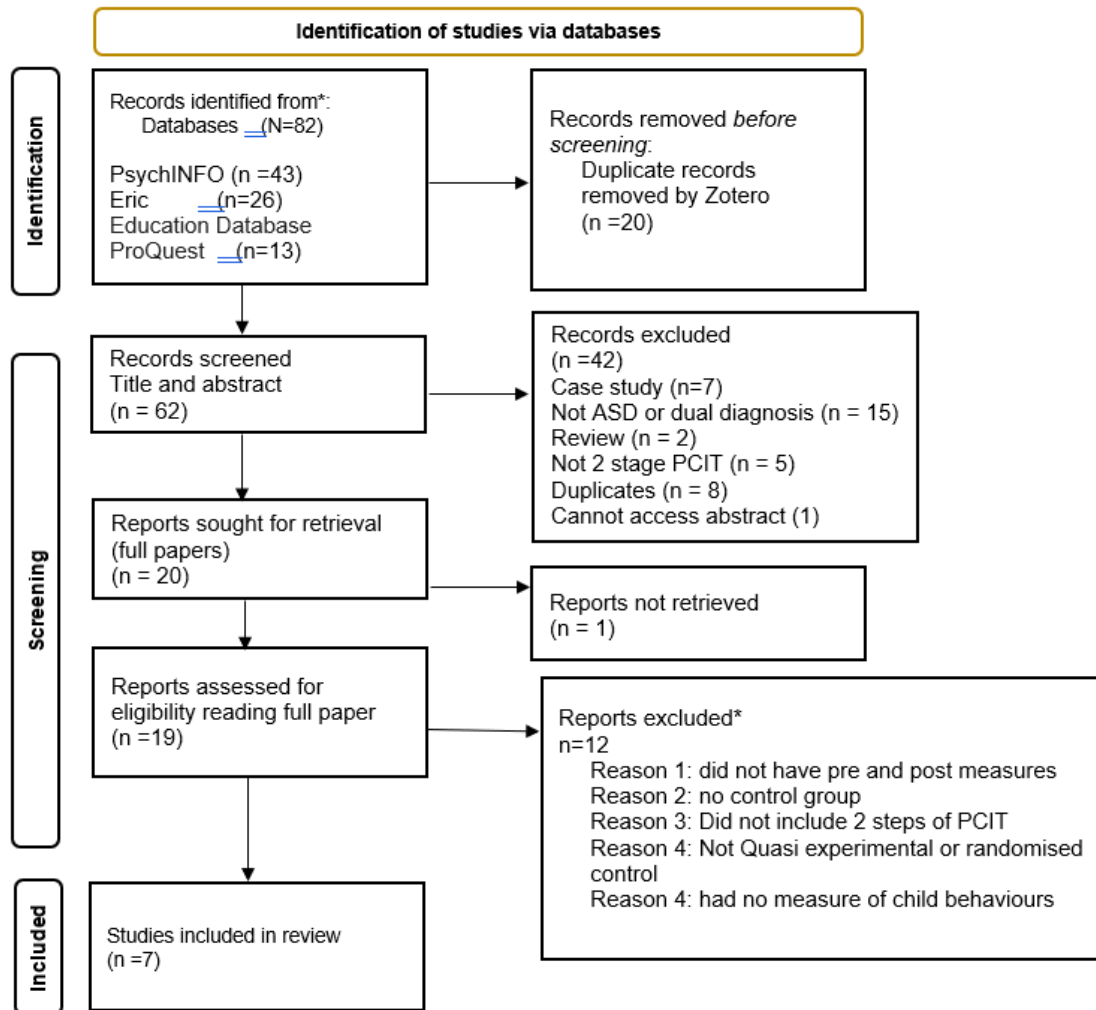 Identification of studies via databases
Identification
Records identified from*:
Databases (N=82)
PsychINFO (n =43)
Eric (n=26)
Education Database
ProQuest (n=13)
Records removed before
screening:
Duplicate records
removed by Zotero
(n =20)
Screening
Records screened
Title and abstract
(n = 62)
Records excluded
(n =42)
Case study (n=7)
Not ASD or dual diagnosis (n = 15)
Review (n = 2)
Not 2 stage PCIT (n = 5)
Duplicates (n = 8)
Cannot access abstract (1)
Reports sought for retrieval
(full papers)
(n = 20)
Reports not retrieved
(n = 1)
Reports assessed for
eligibility reading full paper
(n =19)
Reports excluded*
n=12
Reason 1: did not have pre and post measures
Reason 2: no control group
Reason 3: Did not include 2 steps of PCIT
Reason 4: Not Quasi experimental or randomised
control
Reason 4: had no measure of child behaviours
Included
Studies included in review
(n =7)